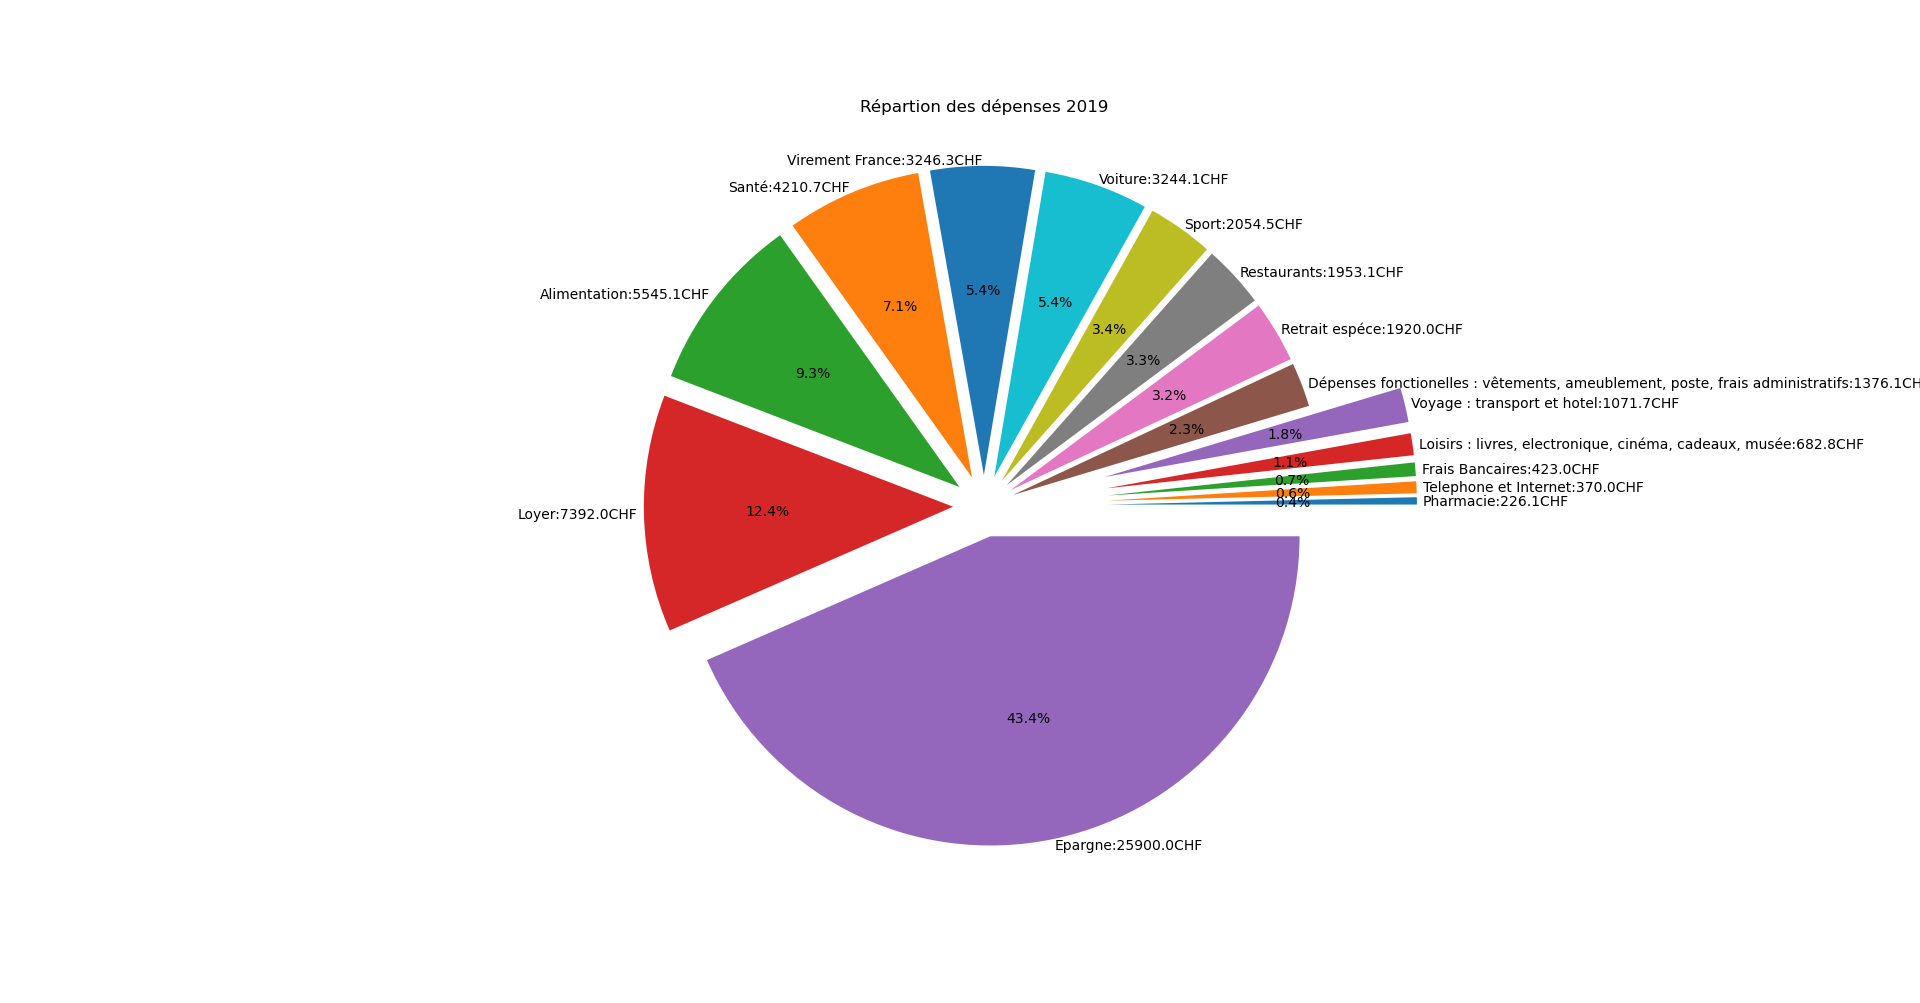 Répartion des dépenses 2019
Virement France:3246.3CHF
Voiture:3244.1CHF
Santé:4210.7CHF
Sport:2054.5CHF
Restaurants:1953.1CHF
Alimentation:5545.1CHF
Retrait espéce:1920.0CHF
Dépenses fonctionelles : vêtements, ameublement, poste, frais administratifs:1376.1CH
Voyage : transport et hotel:1071.7CHF
Loisirs : livres, electronique, cinéma, cadeaux, musée:682.8CHF
Frais Bancaires:423.0CHF
Telephone et Internet:370.0CHF
Pharmacie:226.1CHF
Loyer:7392.0CHF
Epargne:25900.0CHF
5.4%
5.4%
7.1%
3.4%
3.3%
9.3%
3.2%
2.3%
1.8%
1.1%
0.7%
0.6%
0.4%
12.4%
43.4%